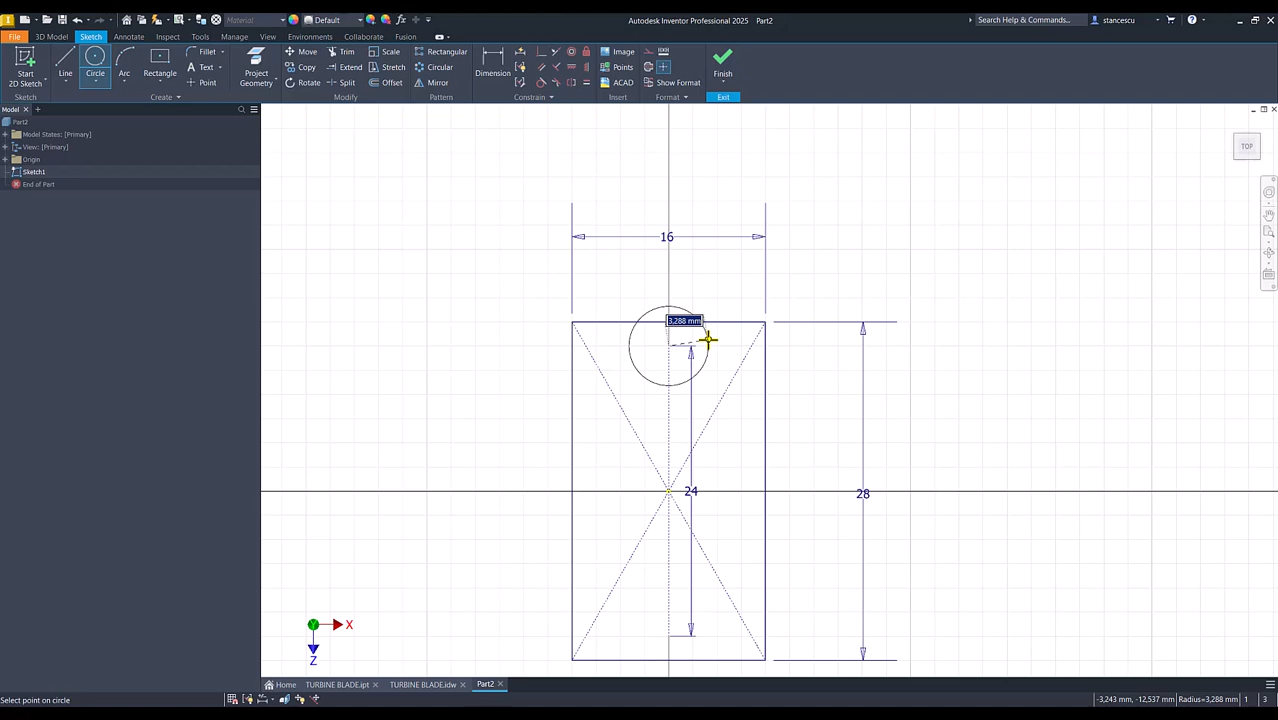 Material
Default
Autodesk Inventor Professional 2025 Part2
Search Help & Commands...
stancescu
File
3D Model
Sketch
Annotate
Inspect
Tools
Manage
View
Environments
Collaborate
Fusion
Start
2D Sketch
Line
Circle
Arc
Rectangle
Fillet
Text
Point
Project
Geometry
Move
Copy
Rotate
Trim
Extend
Split
Scale
Stretch
Offset
Rectangular
Circular
Mirror
Dimension
Image
Points
ACAD
Show Format
Finish
Sketch
Create
Modify
Pattern
Constrain
Insert
Format
Exit
Model
Part2
Model States: [Primary]
View: [Primary]
Origin
Sketch1
End of Part
TOP
16
3,288 mm
24
28
X
Y
Z
Home
TURBINE BLADE.ipt
TURBINE BLADE.idw
Part2
Select point on circle
-3,243 mm, -12,537 mm
Radius=3,288 mm
1
3